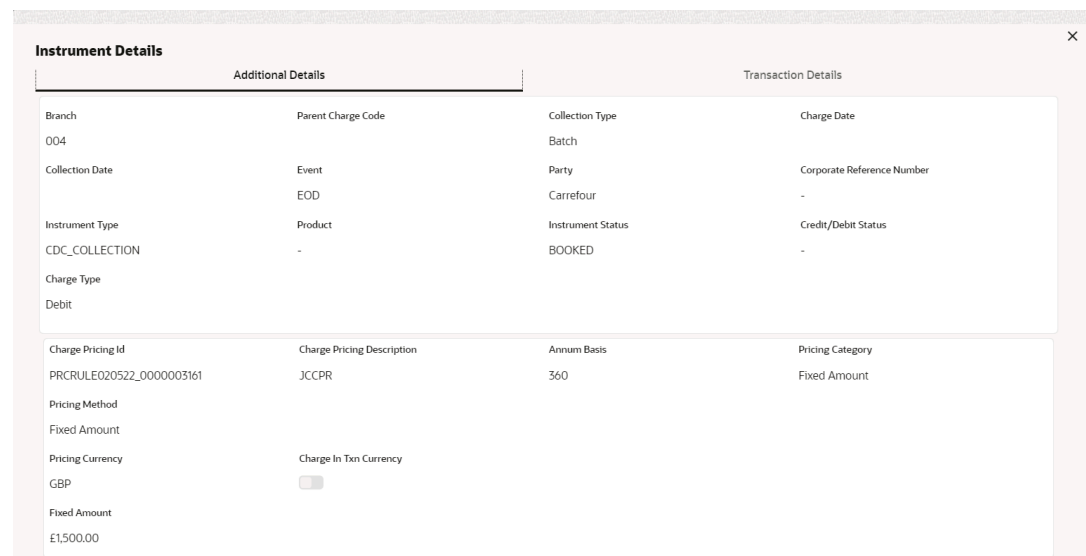 Instrument Details
Additional Details Transaction Details
Branch Parent Charge Code Collection Type Charge Date
004 Batch
Collection Date Event Party Corporate Reference Number
EOD Carrefour -
Instrument Type Product Instrument Status Credit/Debit Status
CDC_COLLECTION - BOOKED -
Charge Type
Debit
Charge Pricing Id Charge Pricing Description Annum Basis Pricing Category
PRCRULE020522_0000003161 JCCPR 360 Fixed Amount
Pricing Method
Fixed Amount
Pricing Currency Charge In Txn Currency
GBP
Fixed Amount
£1,500.00